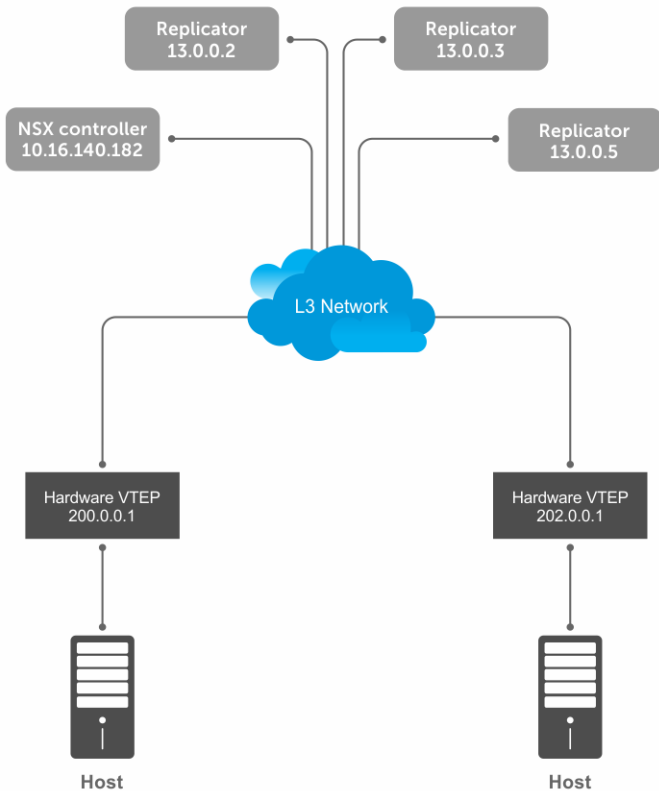 Replicator
13.0.0.2
Replicator
13.0.0.3
NSX controller
10.16.140.182
Replicator
13.0.0.5
L3 Network
Hardware VTEP
200.0.0.1
Hardware VTEP
202.0.0.1
Host
Host